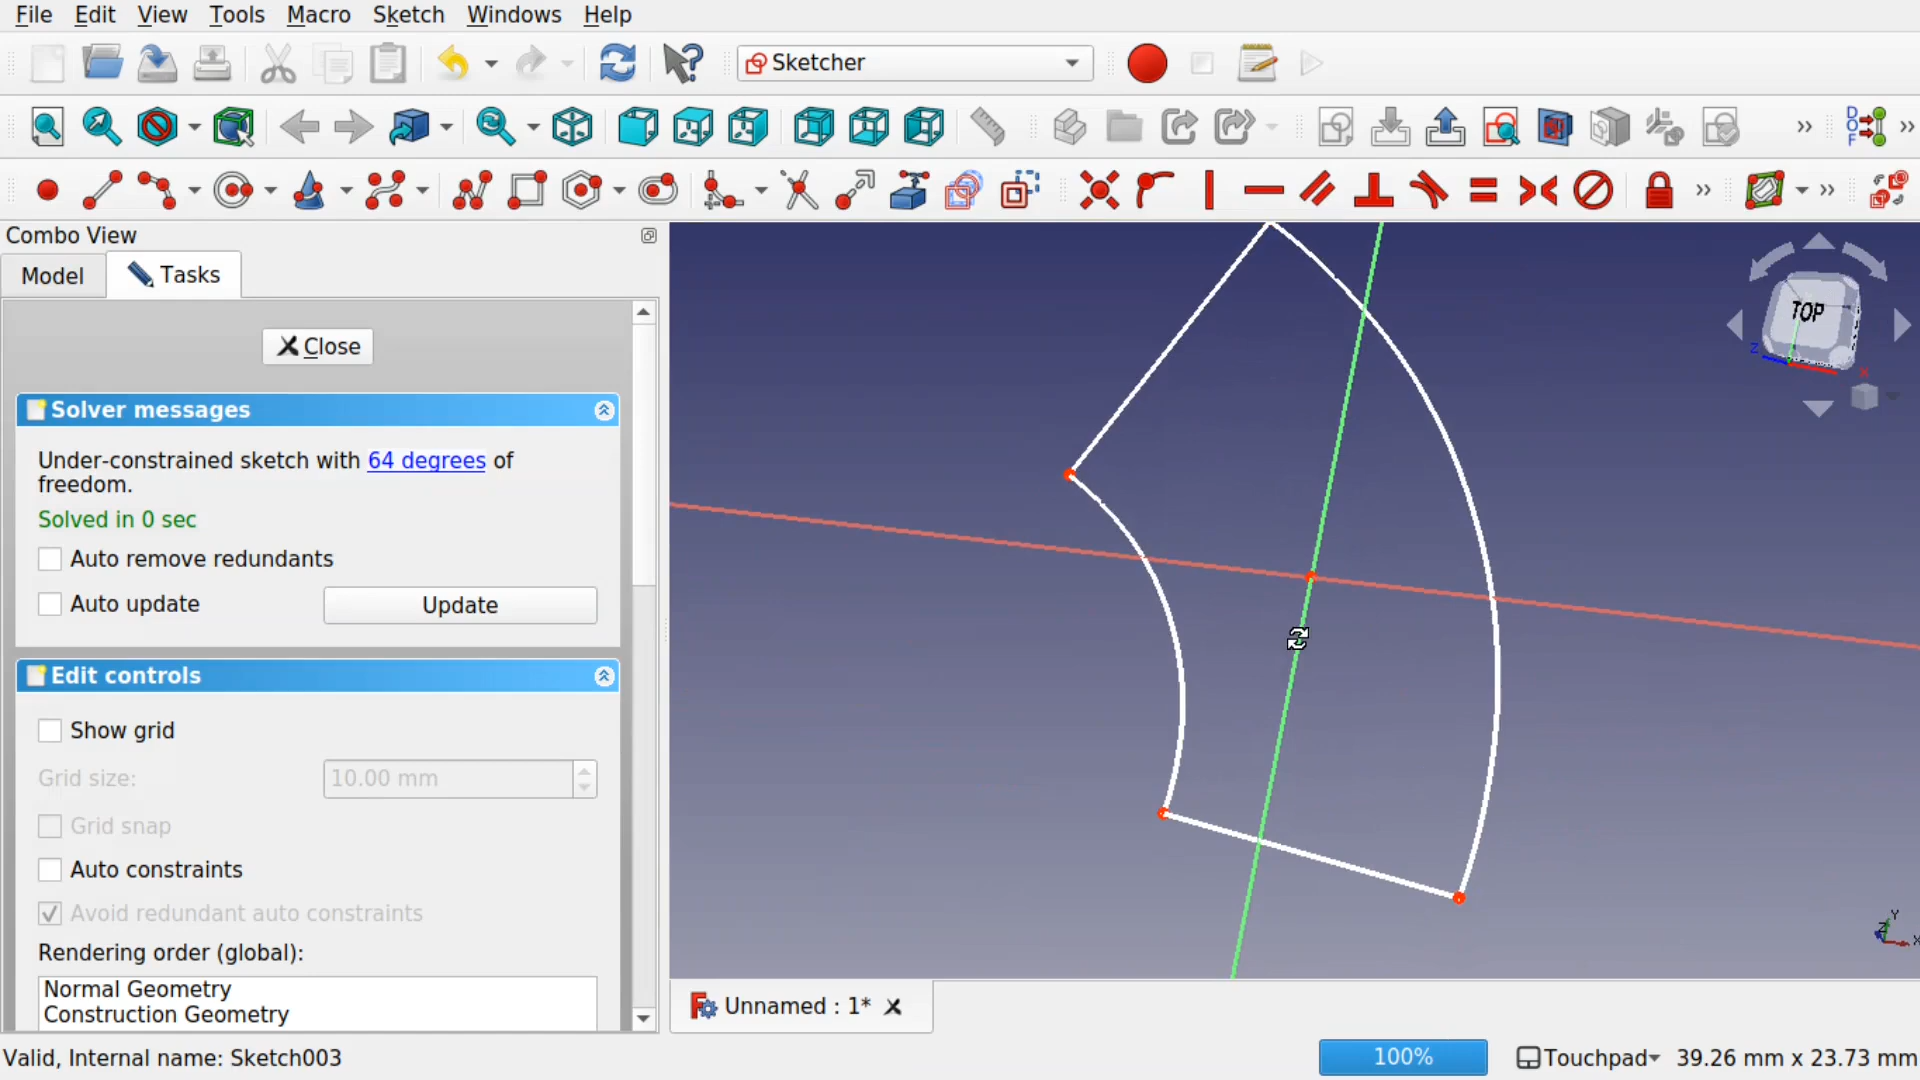 File Edit View Tools Macro Sketch Windows Help
Sketcher
DOF
Combo View
Model Tasks
Close
Solver messages
Under-constrained sketch with 64 degrees of
freedom.
Solved in 0 sec
Auto remove redundants
Auto update Update
Edit controls
Show grid
Grid size: 10.00 mm
Grid snap
Auto constraints
Avoid redundant auto constraints
Rendering order (global):
Normal Geometry
Construction Geometry
TOP
Z X
Y
Z X
Unnamed : 1*
Valid, Internal name: Sketch003 100% Touchpad 39.26 mm x 23.73 mm